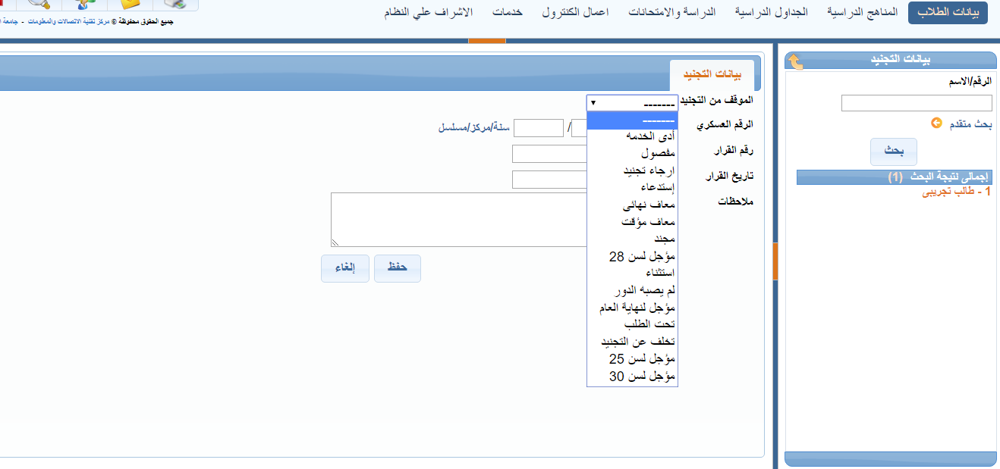 بيانات الطلاب
المناهج الدراسية
الجداول الدراسية
الدراسة والامتحانات
اعمال الكنترول
خدمات
الاشراف علي النظام
جميع الحقوق محفوظة © مركز تقنية الاتصالات والمعلومات - جامعة
بيانات التجنيد
الرقم/الاسم
بحث متقدم
بحث
إجمالى نتيجة البحث (1)
1 - طالب تجريبى
بيانات التجنيد
الموقف من التجنيد
-------
-------
أدى الخدمه
مفصول
ارجاء تجنيد
إستدعاء
معاف نهائى
معاف مؤقت
مجند
مؤجل لسن 28
استثناء
لم يصبه الدور
مؤجل لنهاية العام
تحت الطلب
تخلف عن التجنيد
مؤجل لسن 25
مؤجل لسن 30
الرقم العسكري
/
سنة/مركز/مسلسل
رقم القرار
تاريخ القرار
ملاحظات
حفظ
إلغاء